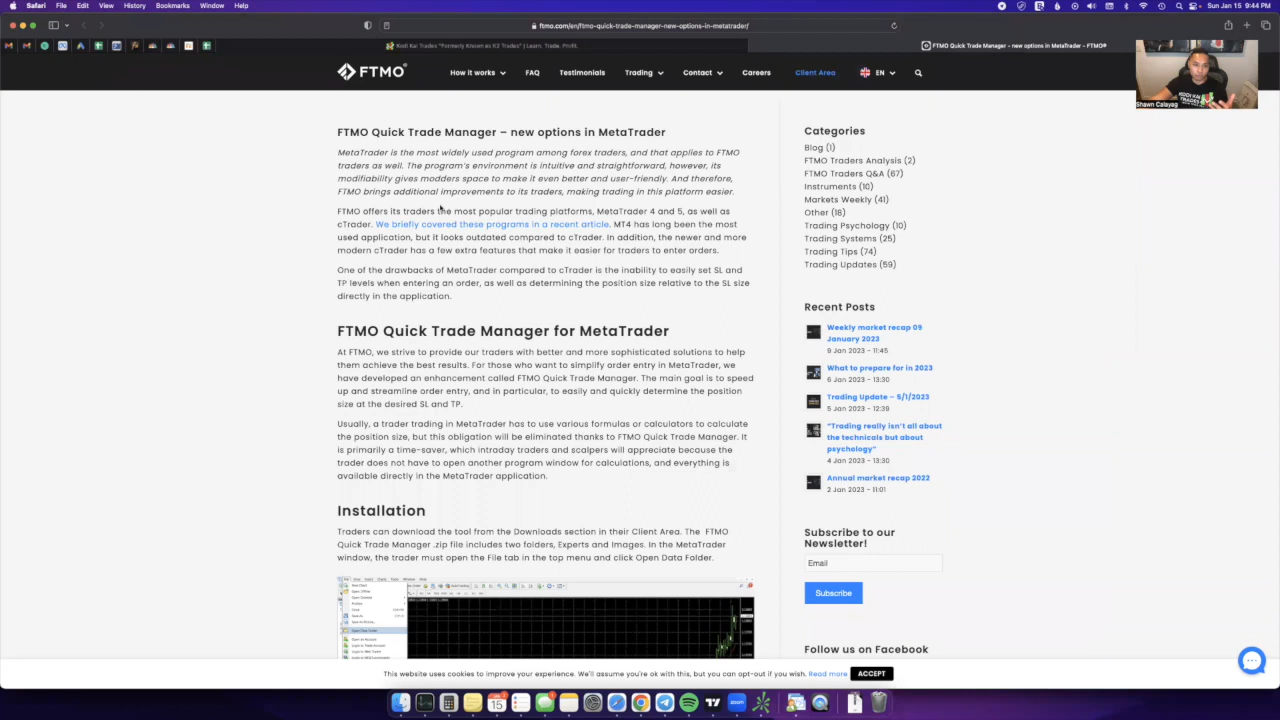 Safari File Edit View History Bookmarks Window Help
Sun Jan 15 9:44 PM
ftmo.com/en/ftmo-quick-trade-manager-new-options-in-metatrader/
Kodi Kai Trades "Formerly Known as K3 Trades" | Learn. Trade. Profit.
FTMO Quick Trade Manager - new options in MetaTrader - FTMO®
FTMO®
How it works
FAQ
Testimonials
Trading
Contact
Careers
Client Area
EN
KODI KAI
TRADES
Shawn Calayag
FTMO Quick Trade Manager – new options in MetaTrader
MetaTrader is the most widely used program among forex traders, and that applies to FTMO
traders as well. The program's environment is intuitive and straightforward, however, its
modifiability gives modders space to make it even better and user-friendly. And therefore,
FTMO brings additional improvements to its traders, making trading in this platform easier.
FTMO offers its traders the most popular trading platforms, MetaTrader 4 and 5, as well as
cTrader. We briefly covered these programs in a recent article. MT4 has long been the most
used application, but it looks outdated compared to cTrader. In addition, the newer and more
modern cTrader has a few extra features that make it easier for traders to enter orders.
One of the drawbacks of MetaTrader compared to cTrader is the inability to easily set SL and
TP levels when entering an order, as well as determining the position size relative to the SL size
directly in the application.
FTMO Quick Trade Manager for MetaTrader
At FTMO, we strive to provide our traders with better and more sophisticated solutions to help
them achieve the best results. For those who want to simplify order entry in MetaTrader, we
have developed an enhancement called FTMO Quick Trade Manager. The main goal is to speed
up and streamline order entry, and in particular, to easily and quickly determine the position
size at the desired SL and TP.
Usually, a trader trading in MetaTrader has to use various formulas or calculators to calculate
the position size, but this obligation will be eliminated thanks to FTMO Quick Trade Manager. It
is primarily a time-saver, which intraday traders and scalpers will appreciate because the
trader does not have to open another program window for calculations, and everything is
available directly in the MetaTrader application.
Installation
Traders can download the tool from the Downloads section in their Client Area. The FTMO
Quick Trade Manager .zip file includes two folders, Experts and Images. In the MetaTrader
window, the trader must open the File tab in the top menu and click Open Data Folder.
Categories
Blog (1)
FTMO Traders Analysis (2)
FTMO Traders Q&A (67)
Instruments (10)
Markets Weekly (41)
Other (18)
Trading Psychology (10)
Trading Systems (25)
Trading Tips (74)
Trading Updates (59)
Recent Posts
Weekly market recap 09
January 2023
9 Jan 2023 - 11:45
What to prepare for in 2023
6 Jan 2023 - 13:30
Trading Update – 5/1/2023
5 Jan 2023 - 12:39
"Trading really isn't all about
the technicals but about
psychology"
4 Jan 2023 - 13:30
Annual market recap 2022
2 Jan 2023 - 11:01
Subscribe to our
Newsletter!
Email
Subscribe
Follow us on Facebook
This website uses cookies to improve your experience. We'll assume you're ok with this, but you can opt-out if you wish. Read more ACCEPT
15
zoom